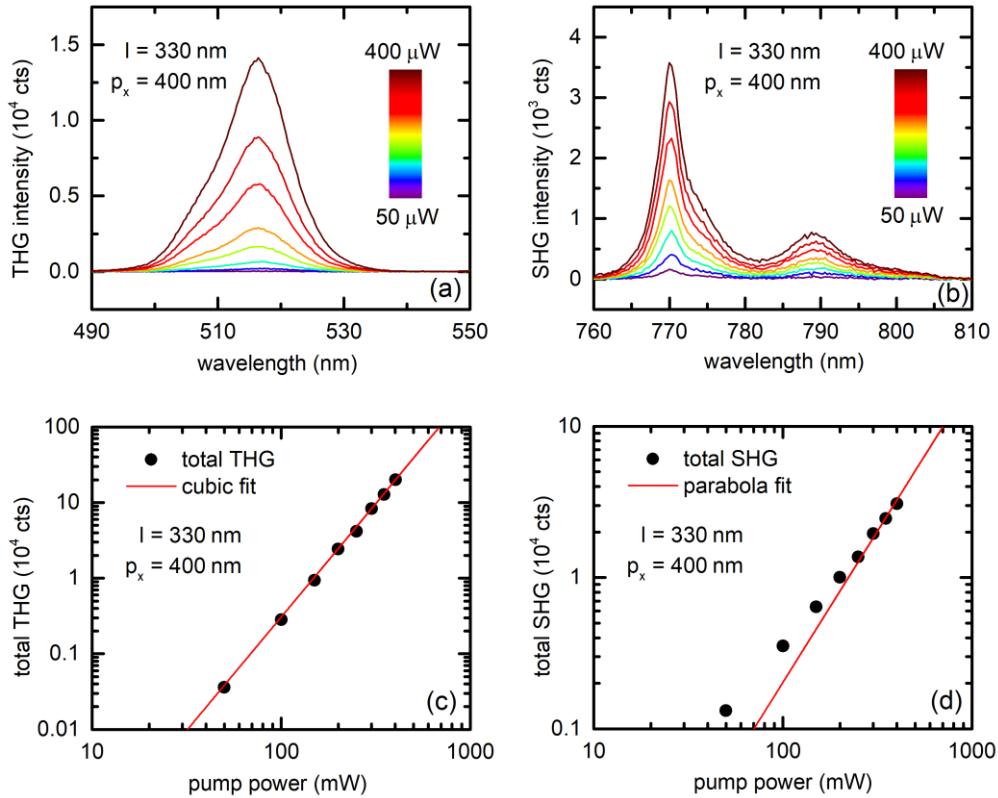 THG intensity (10⁴ cts)
1.5
1.0
0.5
0.0
l = 330 nm
pₓ = 400 nm
400 μW
50 μW
(a)
490 510 530 550
wavelength (nm)
SHG intensity (10³ cts)
4
3
2
1
0
l = 330 nm
pₓ = 400 nm
400 μW
50 μW
(b)
760 770 780 790 800 810
wavelength (nm)
total THG (10⁴ cts)
100
10
1
0.1
0.01
total THG
cubic fit
l = 330 nm
pₓ = 400 nm
(c)
10 100 1000
pump power (mW)
total SHG (10⁴ cts)
10
1
0.1
total SHG
parabola fit
l = 330 nm
pₓ = 400 nm
(d)
10 100 1000
pump power (mW)